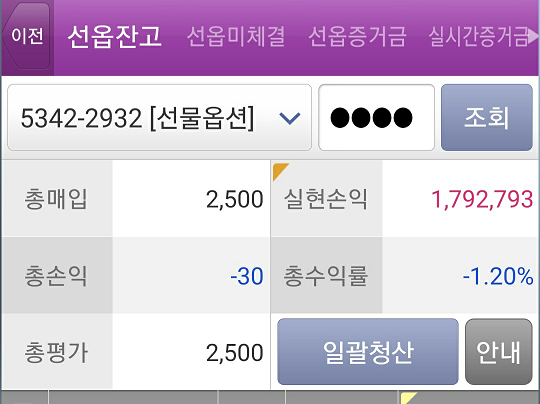 이전 선옵잔고 선옵미체결 선옵증거금 실시간증거금
5342-2932 [선물옵션] ●●●● 조회
총매입 2,500 실현손익 1,792,793
총손익 -30 총수익률 -1.20%
총평가 2,500 일괄청산 안내